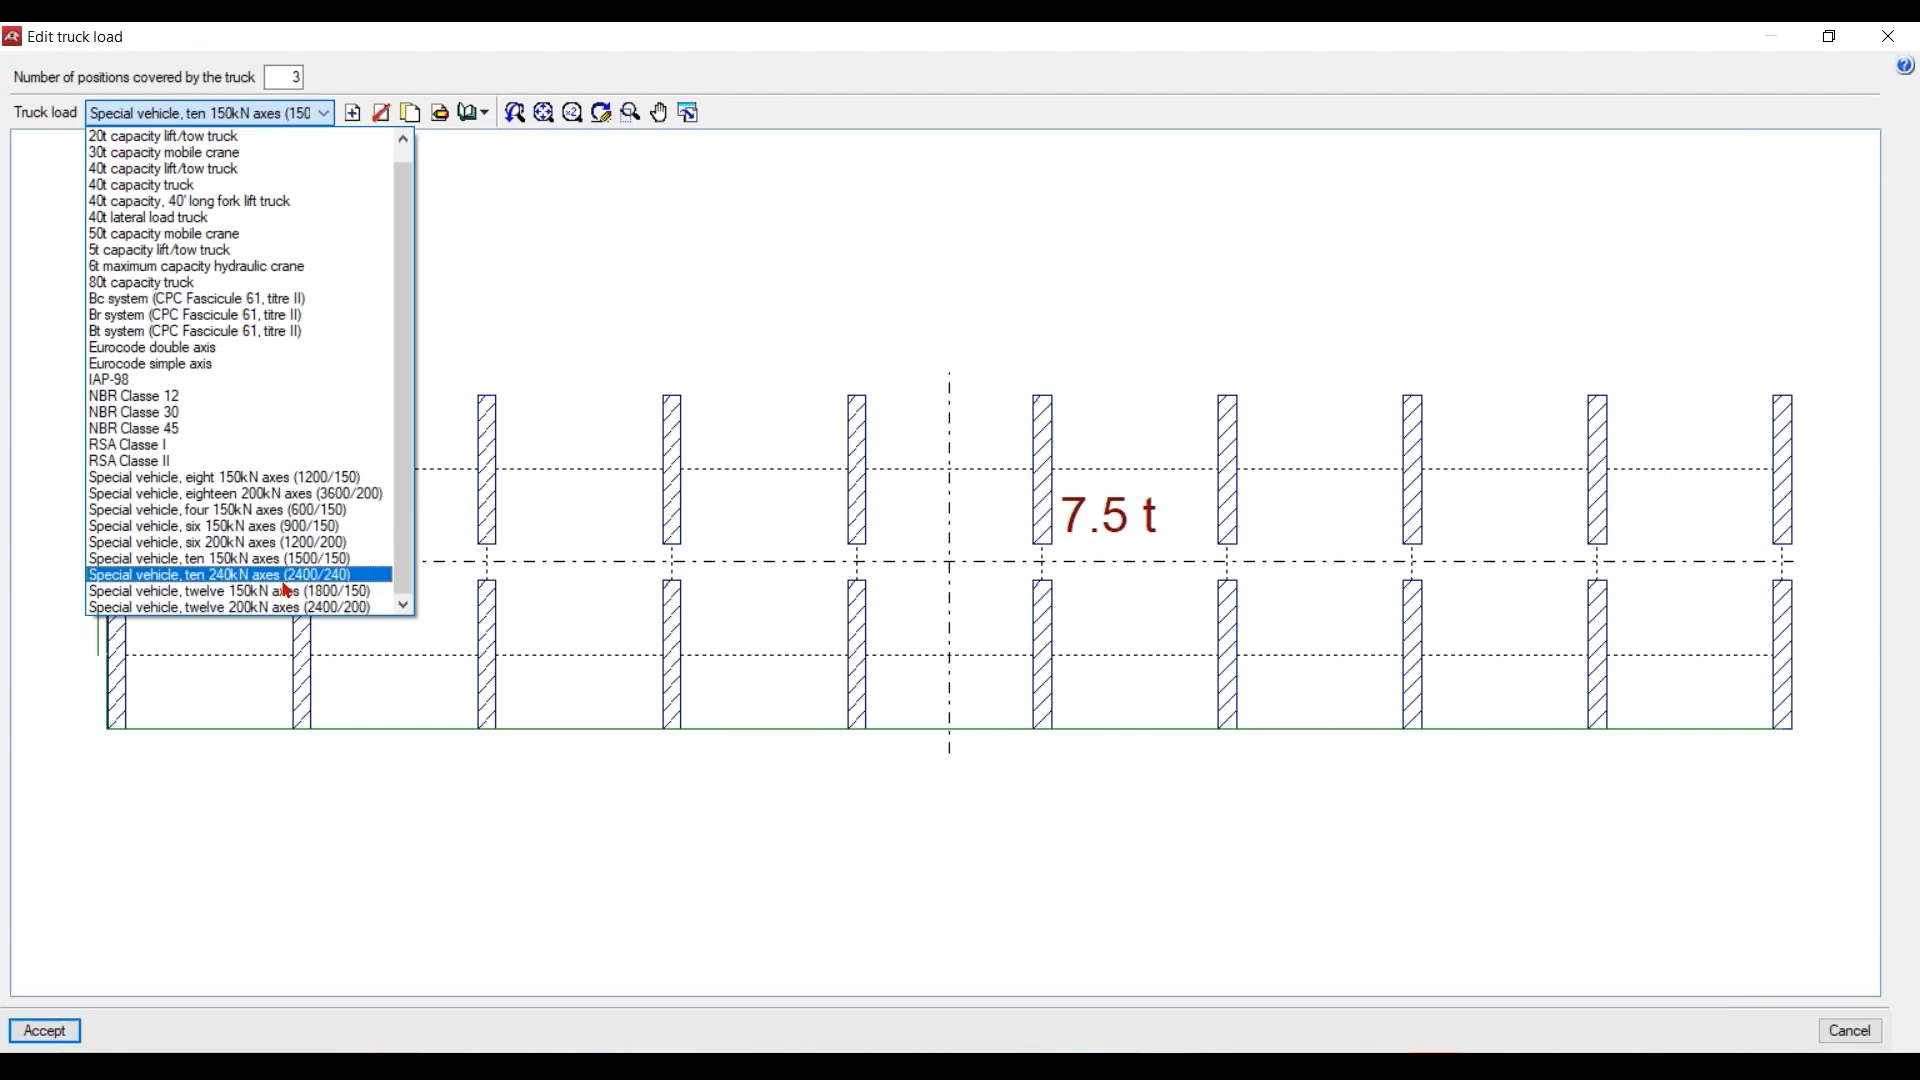 Edit truck load
Number of positions covered by the truck 3
Truck load Special vehicle, ten 150kN axes (150
20t capacity lift/tow truck
30t capacity mobile crane
40t capacity lift/tow truck
40t capacity truck
40t capacity, 40' long fork lift truck
40t lateral load truck
50t capacity mobile crane
5t capacity lift/tow truck
6t maximum capacity hydraulic crane
80t capacity truck
Bc system (CPC Fascicule 61, titre II)
Br system (CPC Fascicule 61, titre II)
Bt system (CPC Fascicule 61, titre II)
Eurocode double axis
Eurocode simple axis
IAP-98
NBR Classe 12
NBR Classe 30
NBR Classe 45
RSA Classe I
RSA Classe II
Special vehicle, eight 150kN axes (1200/150)
Special vehicle, eighteen 200kN axes (3600/200)
Special vehicle, four 150kN axes (600/150)
Special vehicle, six 150kN axes (900/150)
Special vehicle, six 200kN axes (1200/200)
Special vehicle, ten 150kN axes (1500/150)
Special vehicle, ten 240kN axes (2400/240)
Special vehicle, twelve 150kN axes (1800/150)
Special vehicle, twelve 200kN axes (2400/200)
7.5 t
Accept
Cancel